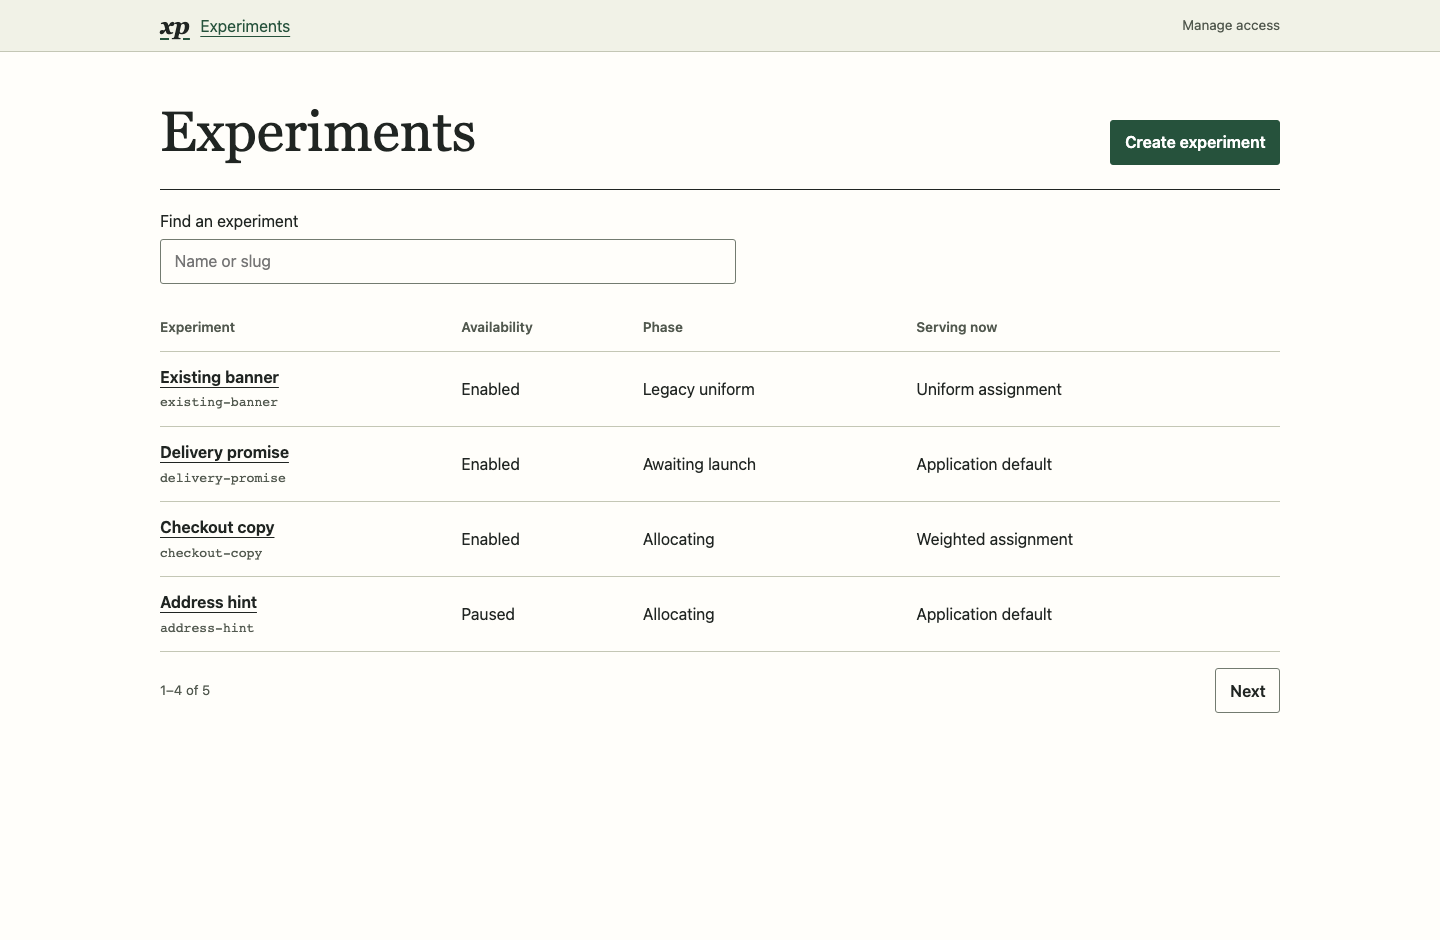 xp Experiments Manage access
Experiments
Create experiment
Find an experiment
Name or slug
Experiment Availability Phase Serving now
Existing banner
existing-banner
Enabled Legacy uniform Uniform assignment
Delivery promise
delivery-promise
Enabled Awaiting launch Application default
Checkout copy
checkout-copy
Enabled Allocating Weighted assignment
Address hint
address-hint
Paused Allocating Application default
1–4 of 5
Next